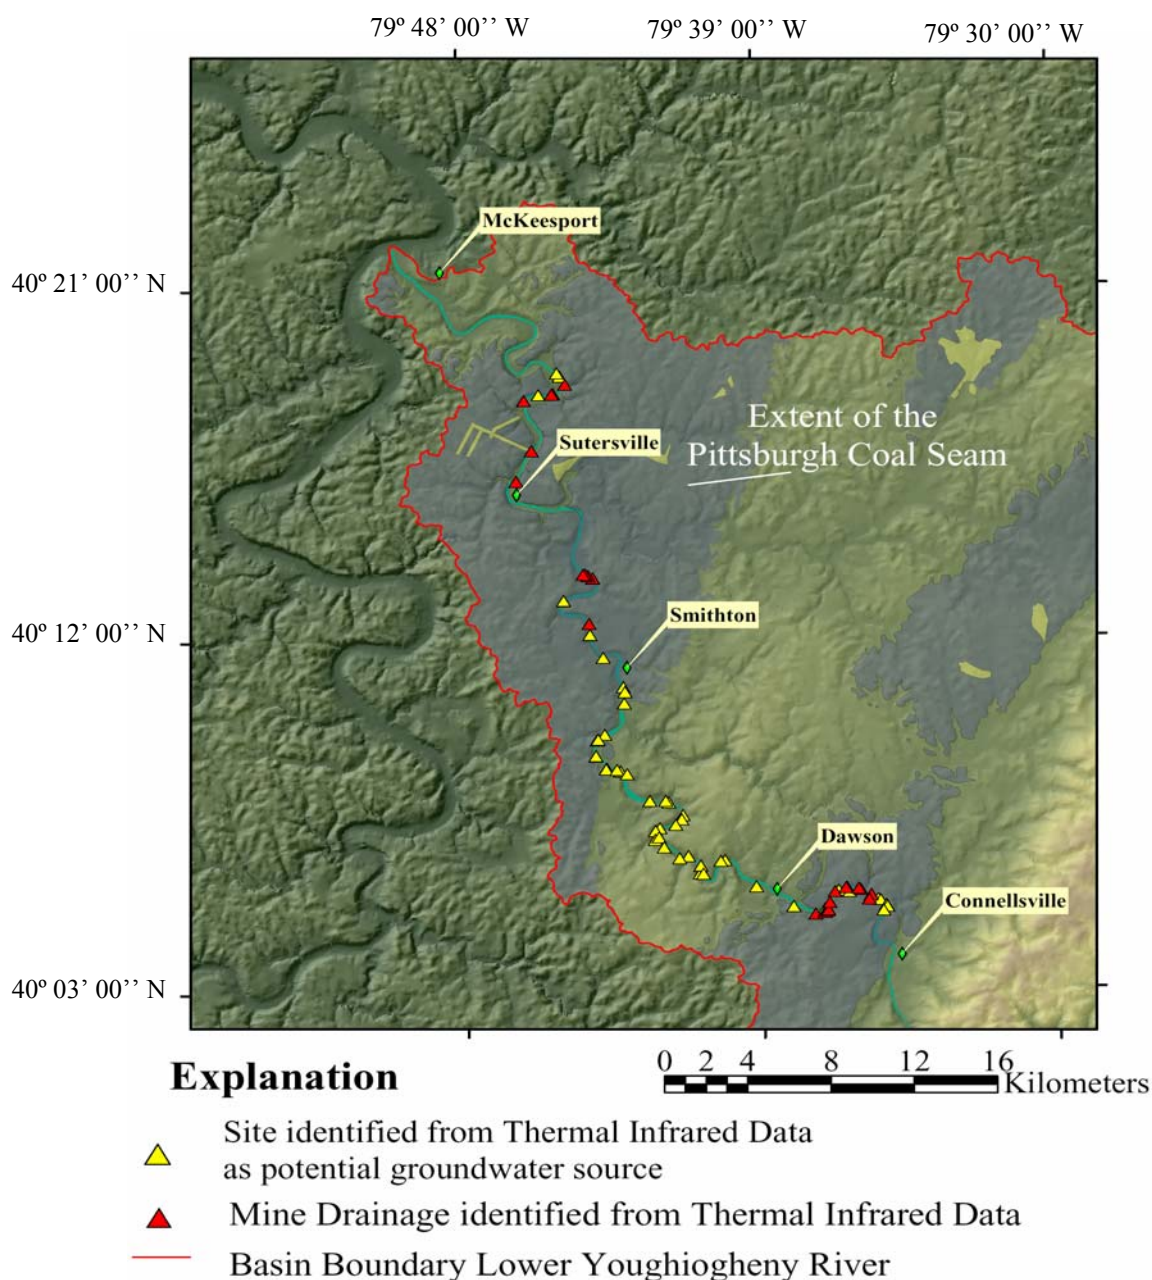 79º 48’ 00’’ W
79º 39’ 00’’ W
79º 30’ 00’’ W
McKeesport
40º 21’ 00’’ N
Extent of the
Pittsburgh Coal Seam
Sutersville
Smithton
40º 12’ 00’’ N
Dawson
Connellsville
40º 03’ 00’’ N
Explanation
0 2 4 8 12 16
Kilometers
Site identified from Thermal Infrared Data
as potential groundwater source
Mine Drainage identified from Thermal Infrared Data
Basin Boundary Lower Youghiogheny River